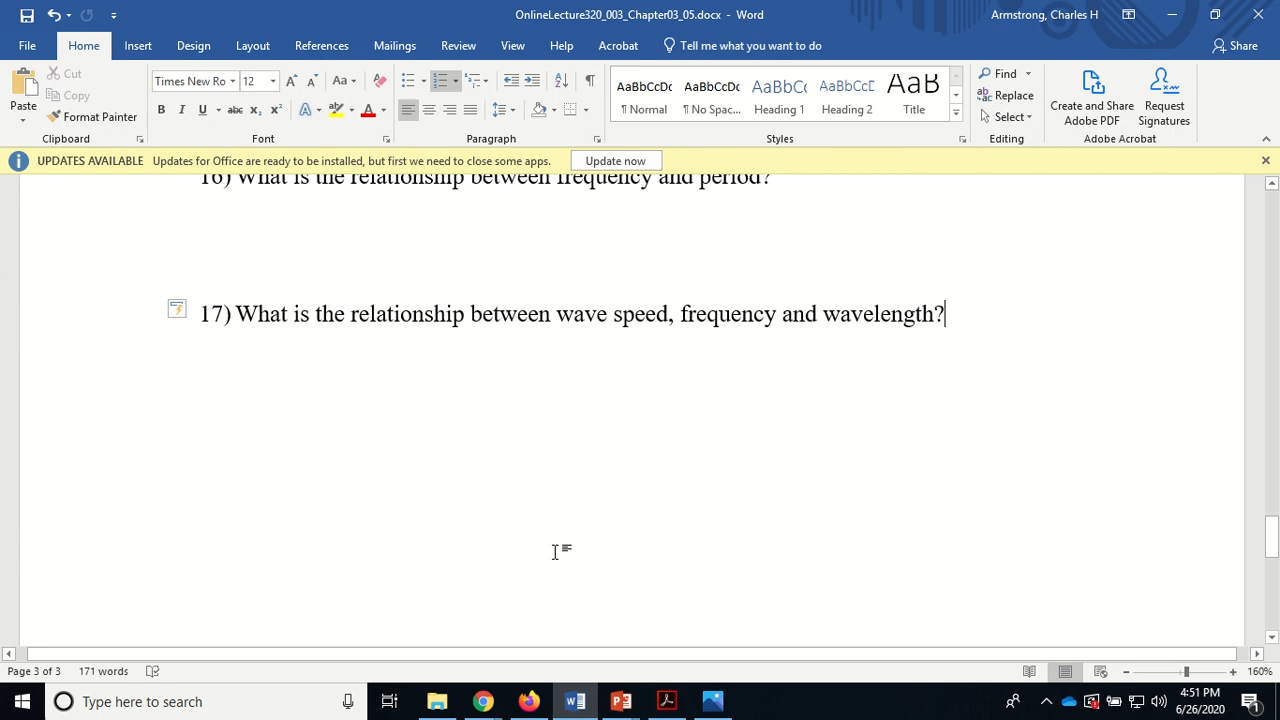 OnlineLecture320_003_Chapter03_05.docx - Word
Armstrong, Charles H
File Home Insert Design Layout References Mailings Review View Help Acrobat Tell me what you want to do Share
Paste
Cut
Copy
Format Painter
Clipboard
Times New Ro 12 Aa
B I U abc x₂ x² A A
Font
Paragraph
AaBbCcDc AaBbCcDc AaBbCc AaBbCcD AaB
¶ Normal ¶ No Spac... Heading 1 Heading 2 Title
Styles
Find
Replace
Select
Editing
Create and Share Adobe PDF
Request Signatures
Adobe Acrobat
UPDATES AVAILABLE Updates for Office are ready to be installed, but first we need to close some apps. Update now
16) What is the relationship between frequency and period?
17) What is the relationship between wave speed, frequency and wavelength?
Page 3 of 3 171 words 160%
Type here to search
4:51 PM
6/26/2020